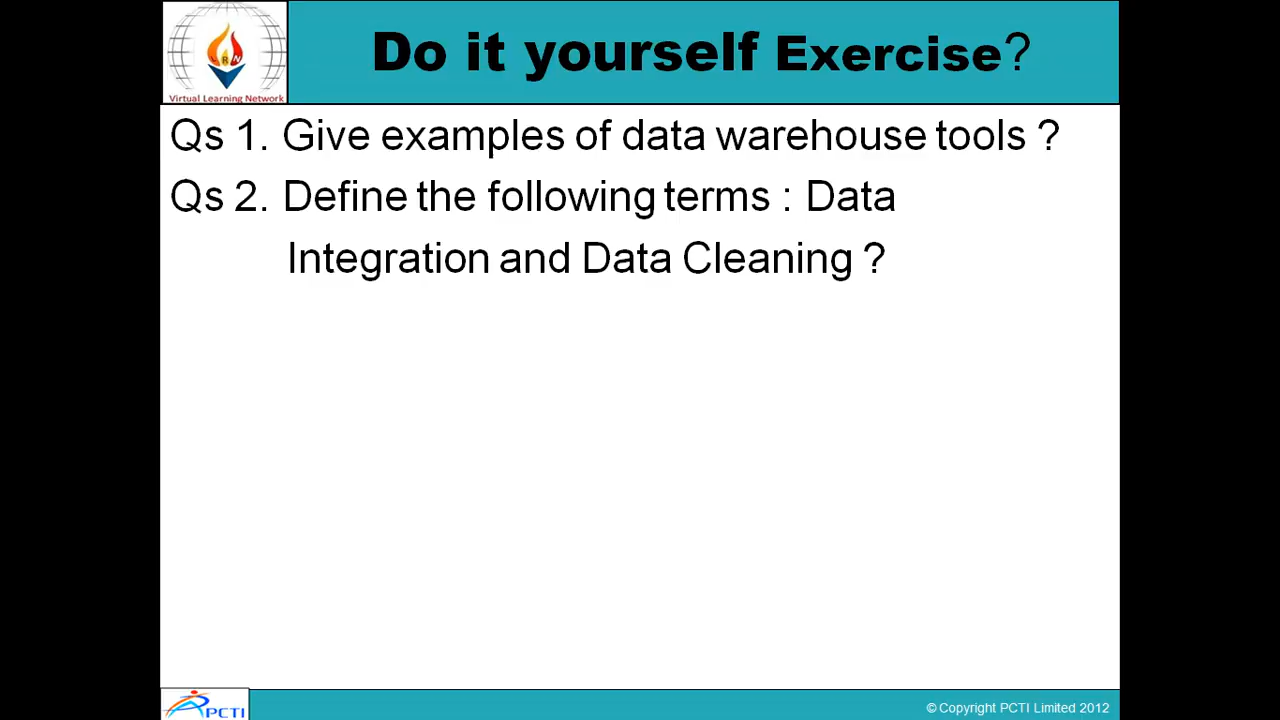 Do it yourself Exercise?
Virtual Learning Network
Qs 1. Give examples of data warehouse tools ?
Qs 2. Define the following terms : Data
Integration and Data Cleaning ?
PCTI
© Copyright PCTI Limited 2012